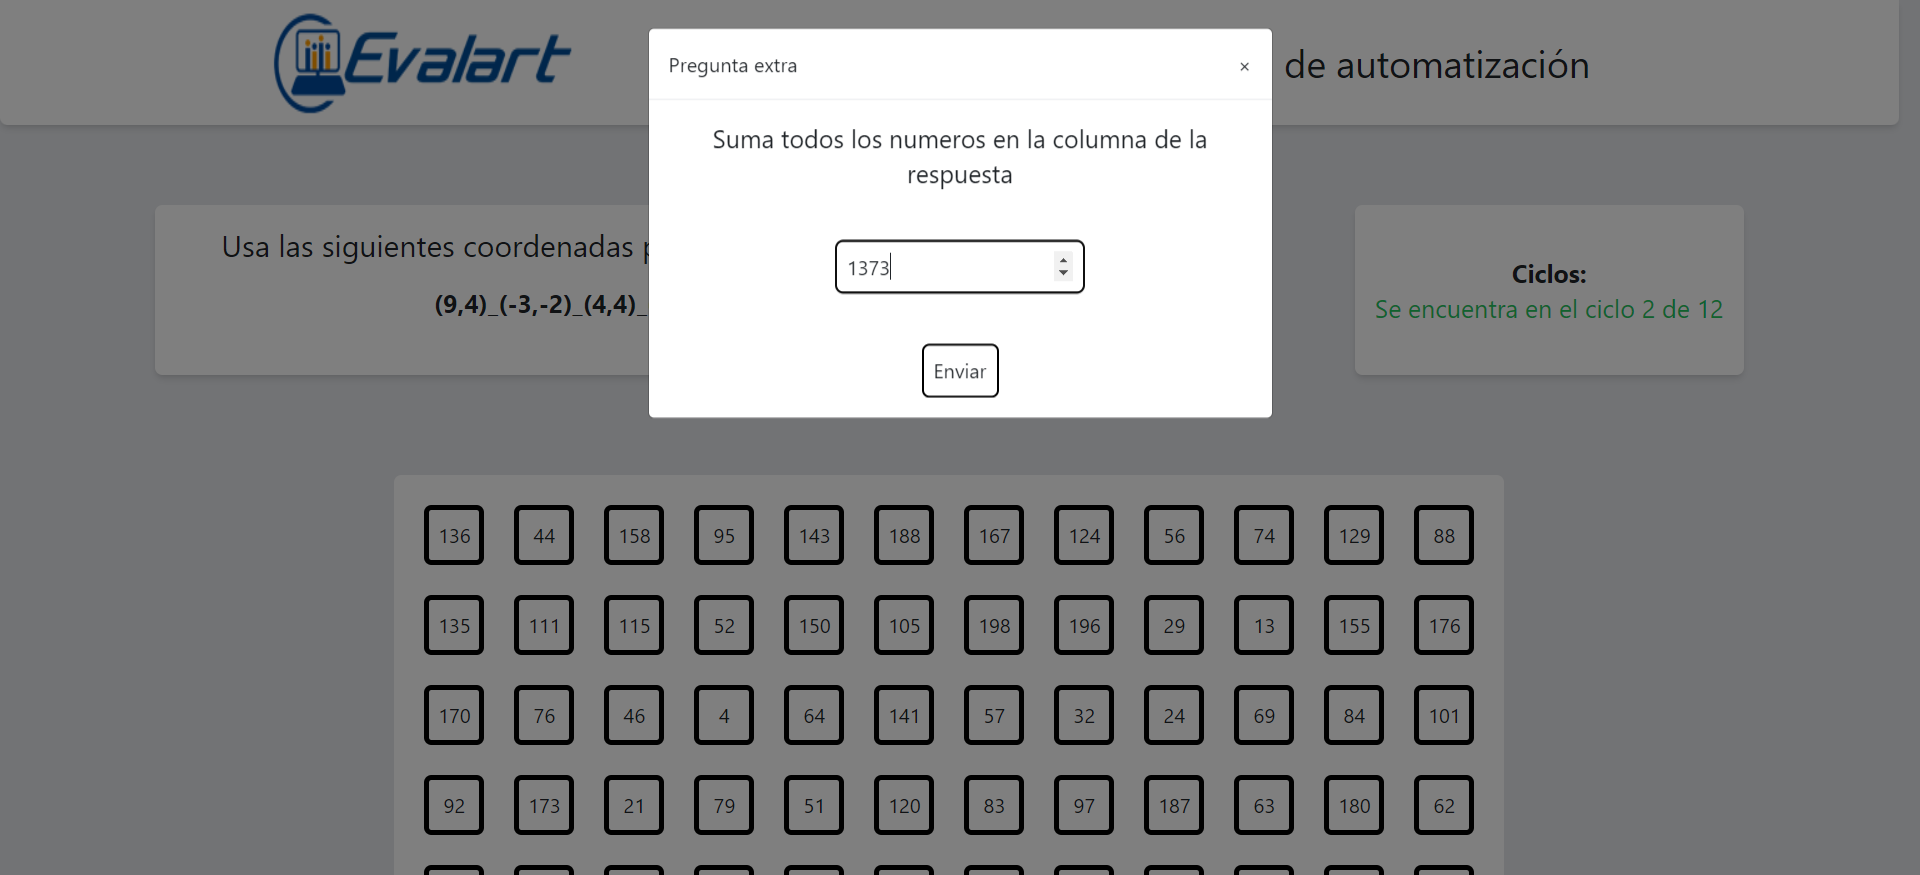 Evalart
de automatización
Pregunta extra
×
Suma todos los numeros en la columna de la
respuesta
1373
Enviar
Usa las siguientes coordenadas
(9,4)_(-3,-2)_(4,4)_
Ciclos:
Se encuentra en el ciclo 2 de 12
136 44 158 95 143 188 167 124 56 74 129 88
135 111 115 52 150 105 198 196 29 13 155 176
170 76 46 4 64 141 57 32 24 69 84 101
92 173 21 79 51 120 83 97 187 63 180 62